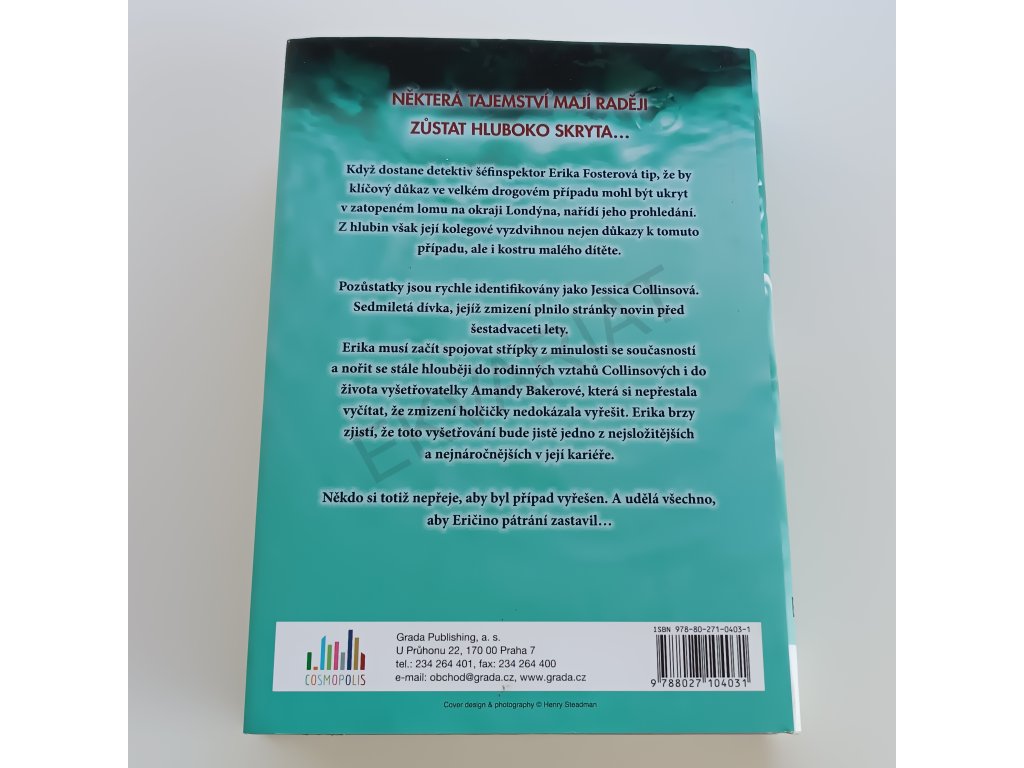 NĚKTERÁ TAJEMSTVÍ MAJÍ RADĚJI
ZŮSTAT HLUBOKO SKRYTA...
Když dostane detektiv šéfinspektor Erika Fosterová tip, že by
klíčový důkaz ve velkém drogovém případu mohl být ukryt
v zatopeném lomu na okraji Londýna, nařídí jeho prohledání.
Z hlubin však její kolegové vyzdvihnou nejen důkazy k tomuto
případu, ale i kostru malého dítěte.
Pozůstatky jsou rychle identifikovány jako Jessica Collinsová.
Sedmiletá dívka, jejíž zmizení plnilo stránky novin před
šestadvaceti lety.
Erika musí začít spojovat střípky z minulosti se současností
a nořit se stále hlouběji do rodinných vztahů Collinsových i do
života vyšetřovatelky Amandy Bakerové, která si nepřestala
vyčítat, že zmizení holčičky nedokázala vyřešit. Erika brzy
zjistí, že toto vyšetřování bude jistě jedno z nejsložitějších
a nejnáročnějších v její kariéře.
Někdo si totiž nepřeje, aby byl případ vyřešen. A udělá všechno,
aby Eričino pátrání zastavil...
COSMOPOLIS
Grada Publishing, a. s.
U Průhonu 22, 170 00 Praha 7
tel.: 234 264 401, fax: 234 264 400
e-mail: obchod@grada.cz, www.grada.cz
ISBN 978-80-271-0403-1
9 788027 104031
Cover design & photography © Henry Steadman